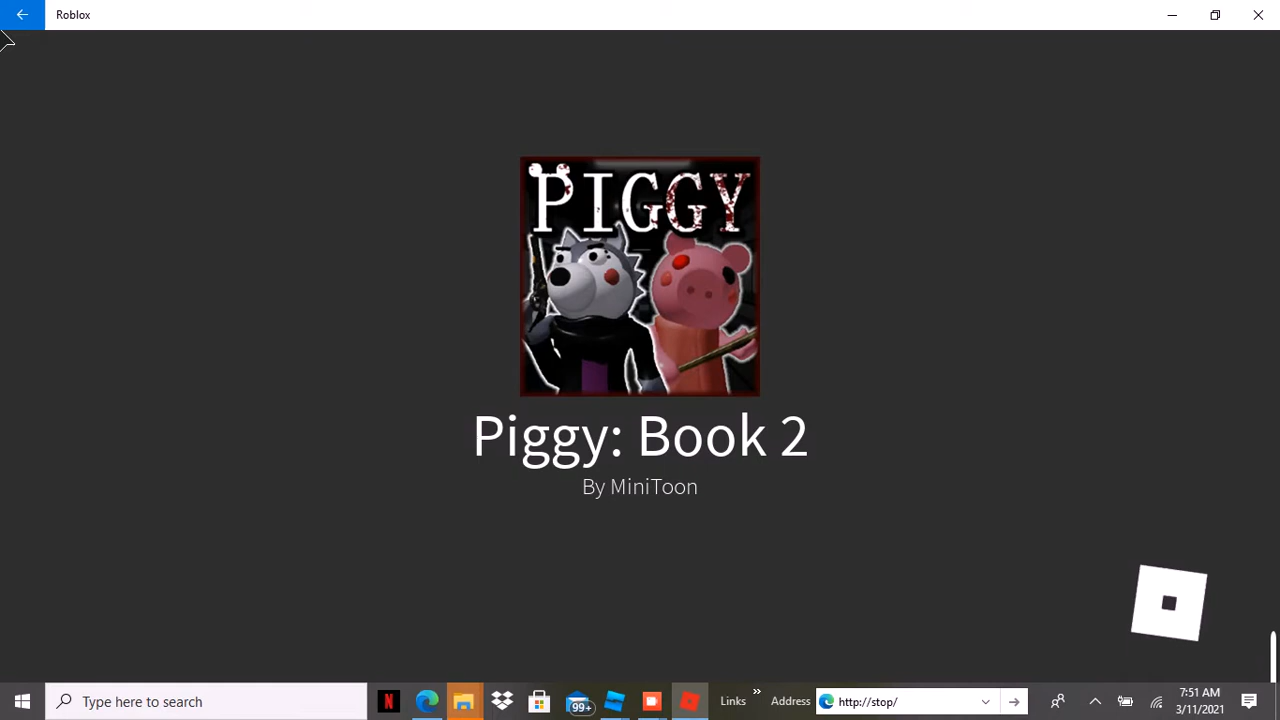 Roblox
PIGGY
Piggy: Book 2
By MiniToon
Type here to search
N
99+
Links
»
Address
http://stop/
7:51 AM
3/11/2021